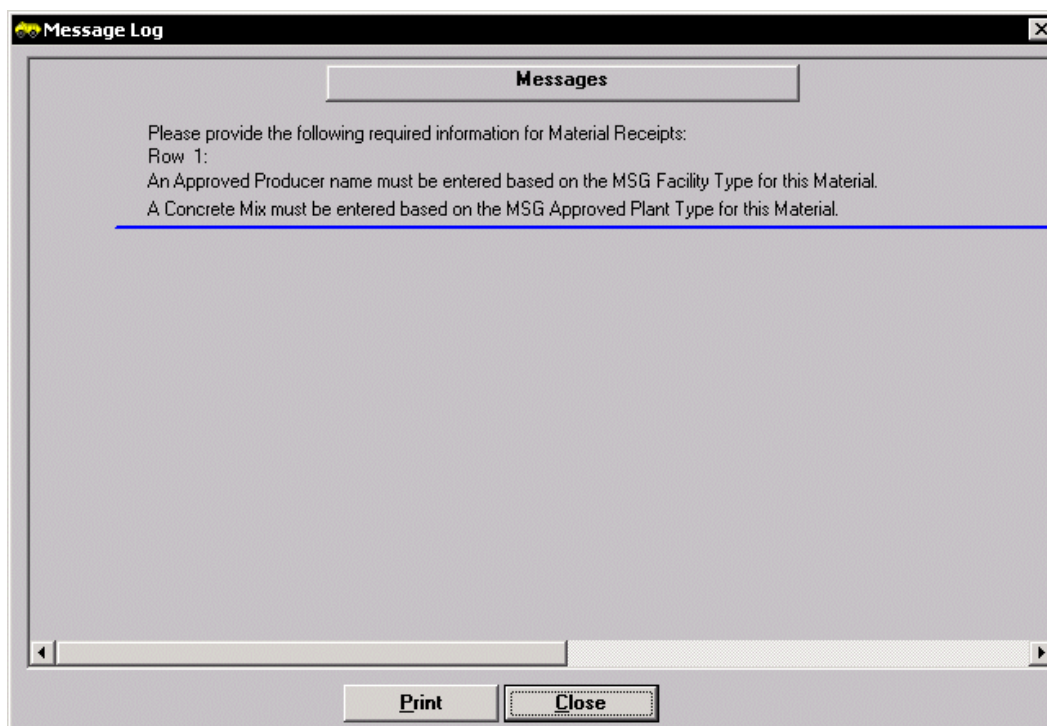 Message Log
Messages
Please provide the following required information for Material Receipts:
Row 1:
An Approved Producer name must be entered based on the MSG Facility Type for this Material.
A Concrete Mix must be entered based on the MSG Approved Plant Type for this Material.
Print Close